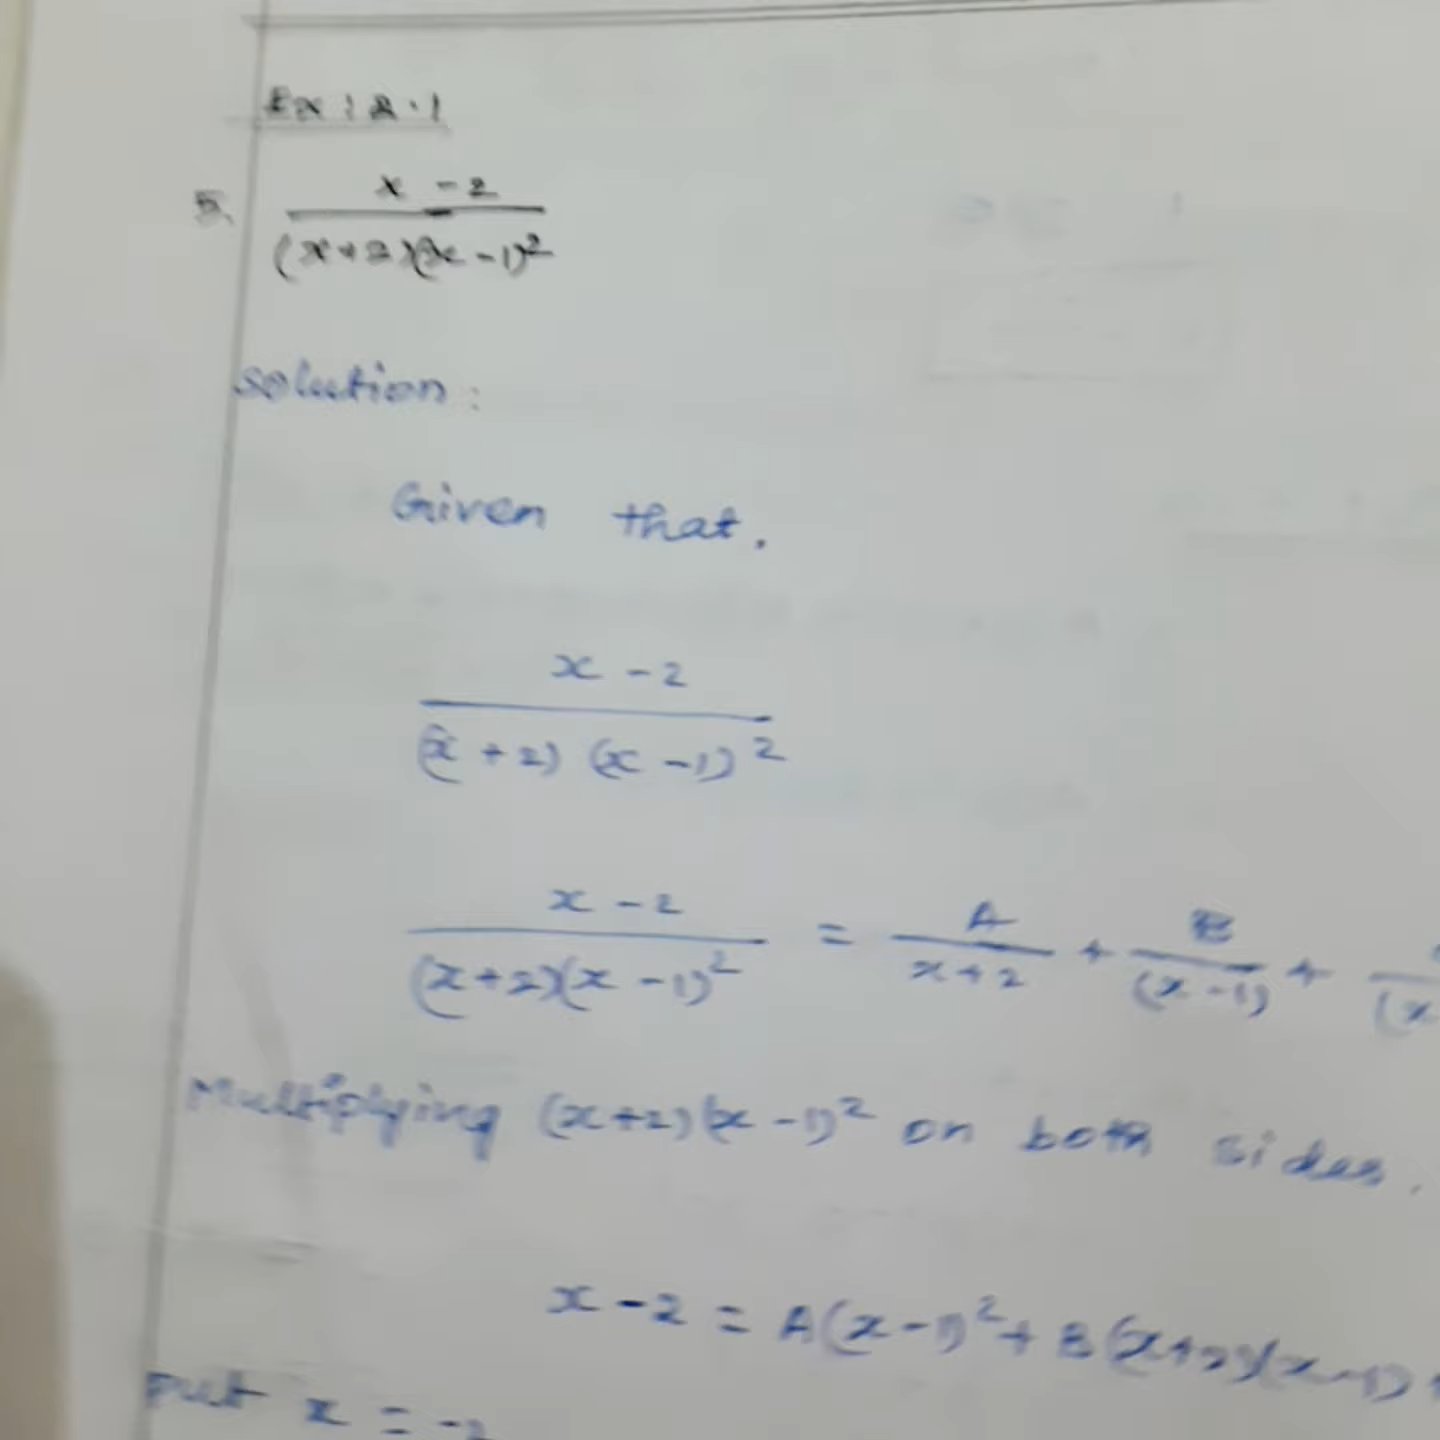 Ex: 2.1
5. x - 2
(x+2)(x-1)²
Solution:
Given that.
x - 2
(x + 2) (x - 1)²
x - 2 = A + B +
(x+2)(x-1)² x+2 (x-1) (x
Multiplying (x+2)(x-1)² on both sides.
x - 2 = A(x-1)² + B(x+2)(x-1) +
Put x = -2